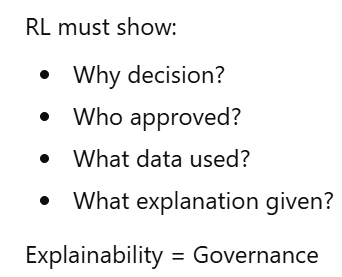 RL must show:
• Why decision?
• Who approved?
• What data used?
• What explanation given?
Explainability = Governance